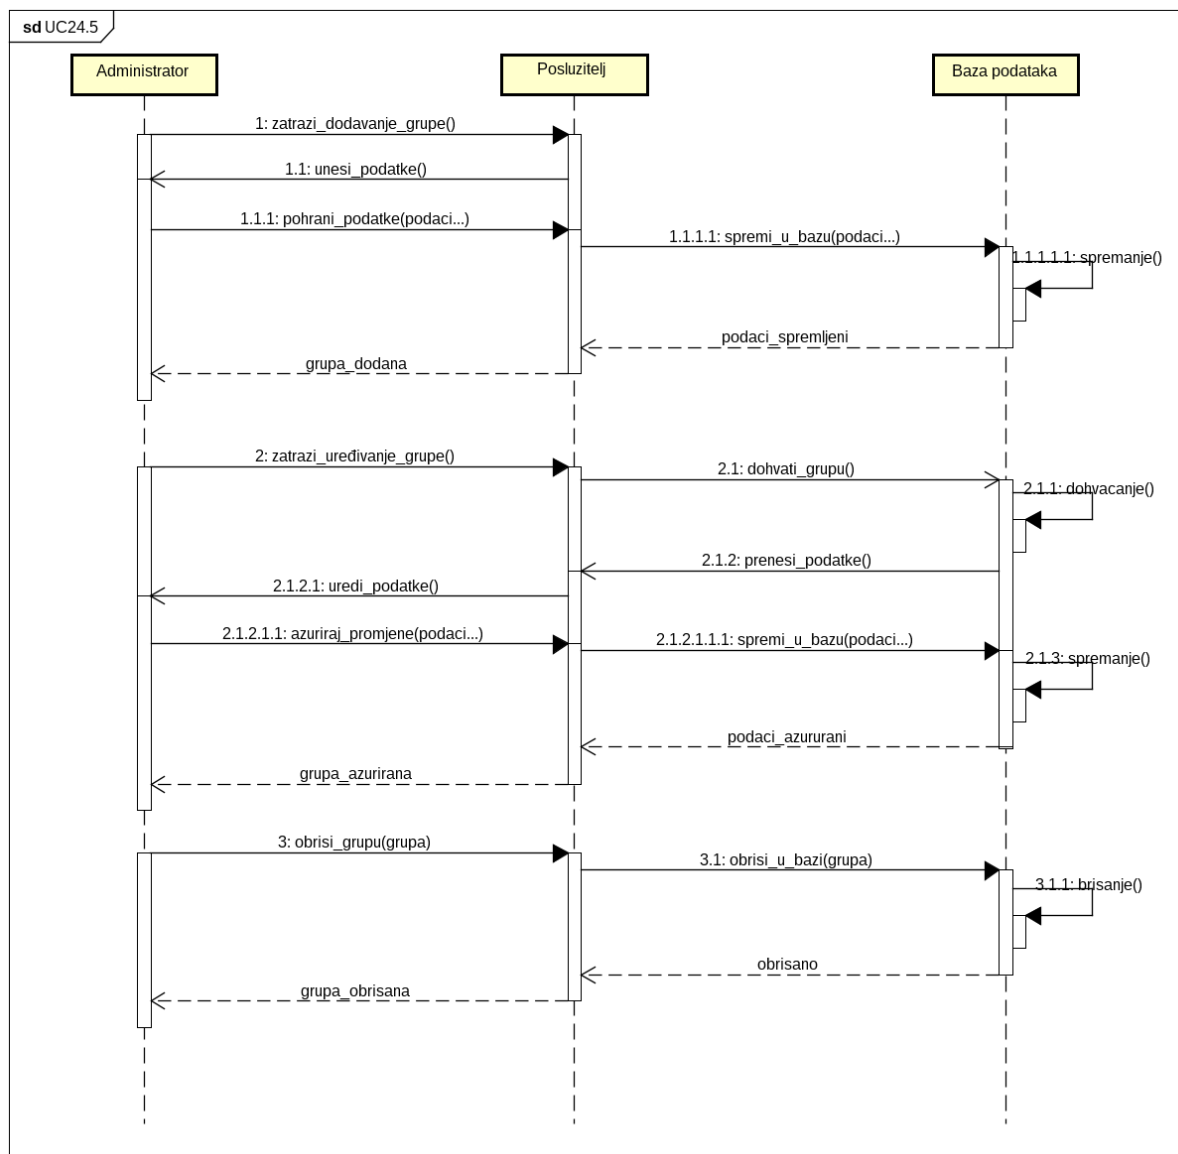 sd UC24.5
Administrator
Posluzitelj
Baza podataka
1: zatrazi_dodavanje_grupe()
1.1: unesi_podatke()
1.1.1: pohrani_podatke(podaci...)
1.1.1.1: spremi_u_bazu(podaci...)
1.1.1.1.1: spremanje()
podaci_spremljeni
grupa_dodana
2: zatrazi_uređivanje_grupe()
2.1: dohvati_grupu()
2.1.1: dohvacanje()
2.1.2: prenesi_podatke()
2.1.2.1: uredi_podatke()
2.1.2.1.1: azuriraj_promjene(podaci...)
2.1.2.1.1.1: spremi_u_bazu(podaci...)
2.1.3: spremanje()
podaci_azururani
grupa_azurirana
3: obrisi_grupu(grupa)
3.1: obrisi_u_bazi(grupa)
3.1.1: brisanje()
obrisano
grupa_obrisana